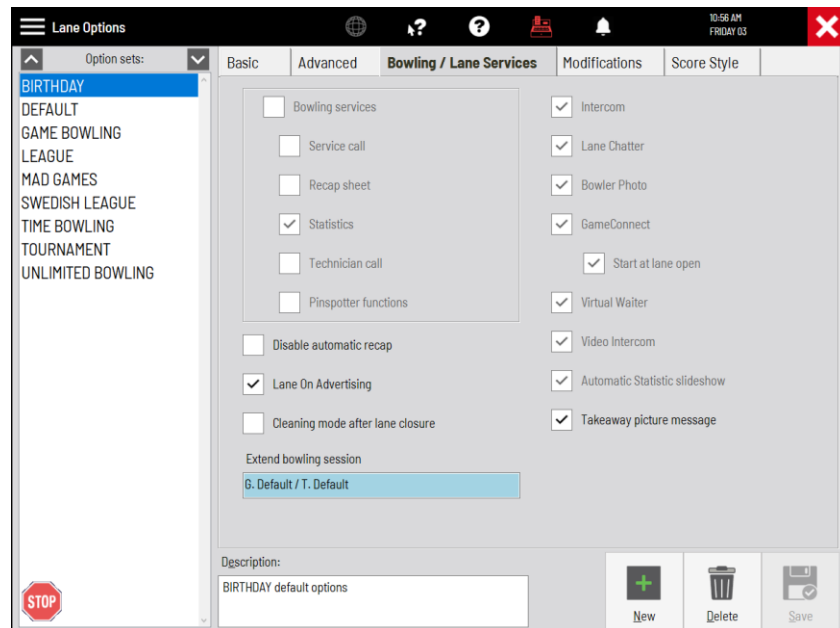 Lane Options
10:56 AM
FRIDAY 03
Option sets:
BIRTHDAY
DEFAULT
GAME BOWLING
LEAGUE
MAD GAMES
SWEDISH LEAGUE
TIME BOWLING
TOURNAMENT
UNLIMITED BOWLING
STOP
Basic
Advanced
Bowling / Lane Services
Modifications
Score Style
Bowling services
Service call
Recap sheet
Statistics
Technician call
Pinspotter functions
Disable automatic recap
Lane On Advertising
Cleaning mode after lane closure
Extend bowling session
G. Default / T. Default
Intercom
Lane Chatter
Bowler Photo
GameConnect
Start at lane open
Virtual Waiter
Video Intercom
Automatic Statistic slideshow
Takeaway picture message
Description:
BIRTHDAY default options
New
Delete
Save